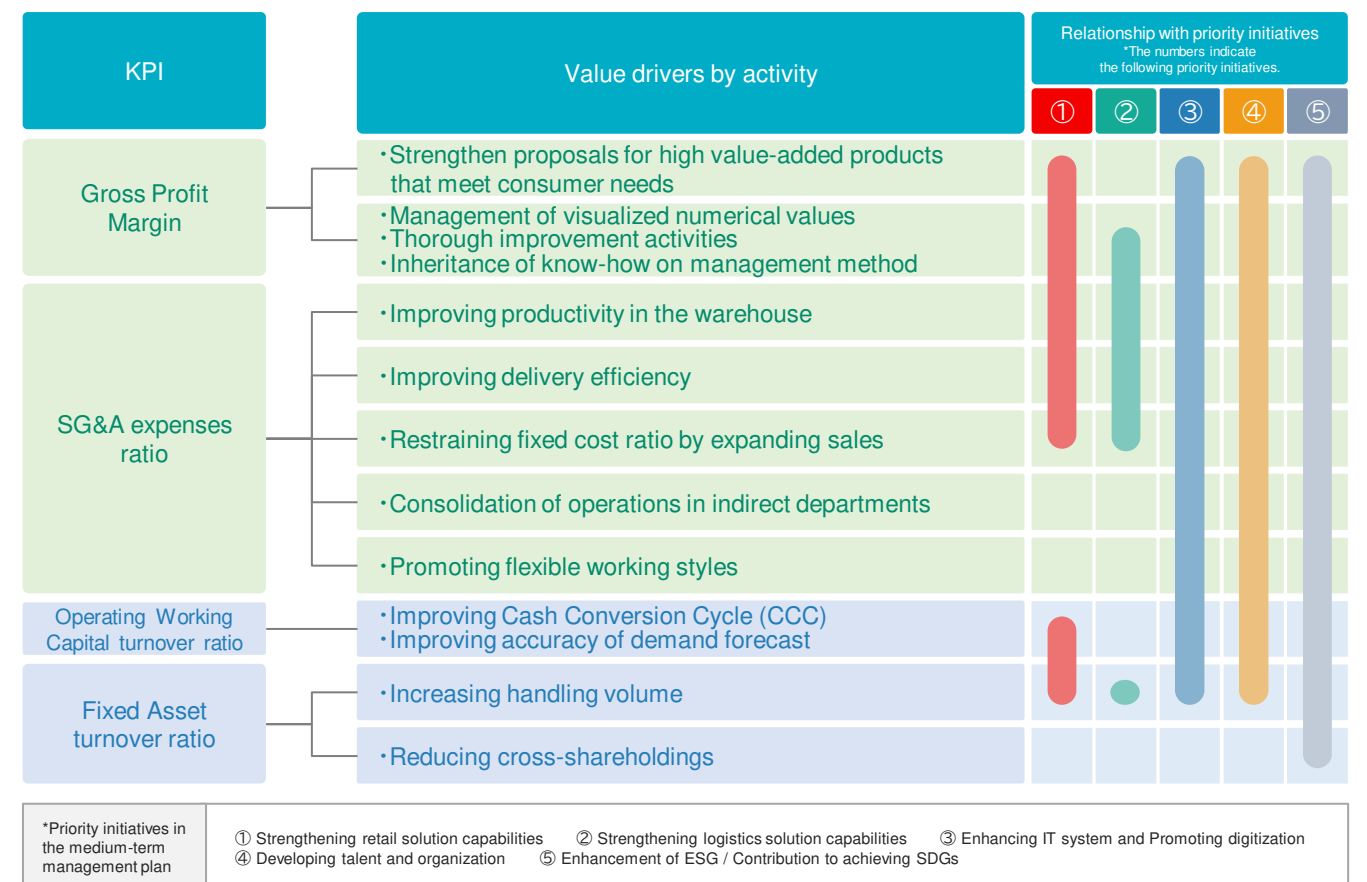 KPI
Value drivers by activity
Relationship with priority initiatives
*The numbers indicate
the following priority initiatives.
① ② ③ ④ ⑤
Gross Profit
Margin
・Strengthen proposals for high value-added products
that meet consumer needs
・Management of visualized numerical values
・Thorough improvement activities
・Inheritance of know-how on management method
SG&A expenses
ratio
・Improving productivity in the warehouse
・Improving delivery efficiency
・Restraining fixed cost ratio by expanding sales
・Consolidation of operations in indirect departments
・Promoting flexible working styles
Operating Working
Capital turnover ratio
・Improving Cash Conversion Cycle (CCC)
・Improving accuracy of demand forecast
Fixed Asset
turnover ratio
・Increasing handling volume
・Reducing cross-shareholdings
*Priority initiatives in
the medium-term
management plan
① Strengthening retail solution capabilities ② Strengthening logistics solution capabilities ③ Enhancing IT system and Promoting digitization
④ Developing talent and organization ⑤ Enhancement of ESG / Contribution to achieving SDGs